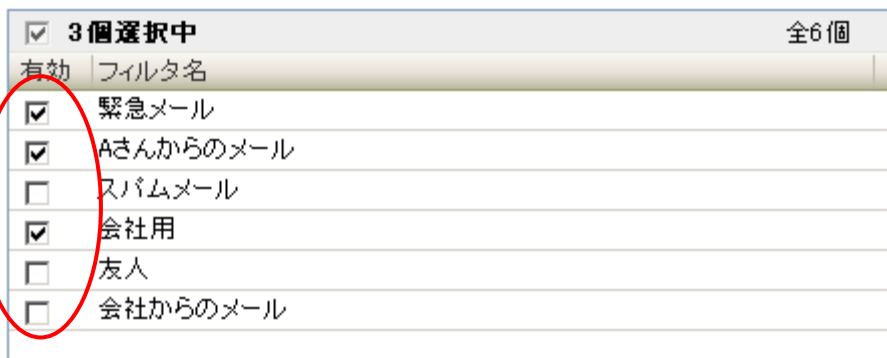 3個選択中 全6個
有効 フィルタ名
緊急メール
Aさんからのメール
スパムメール
会社用
友人
会社からのメール